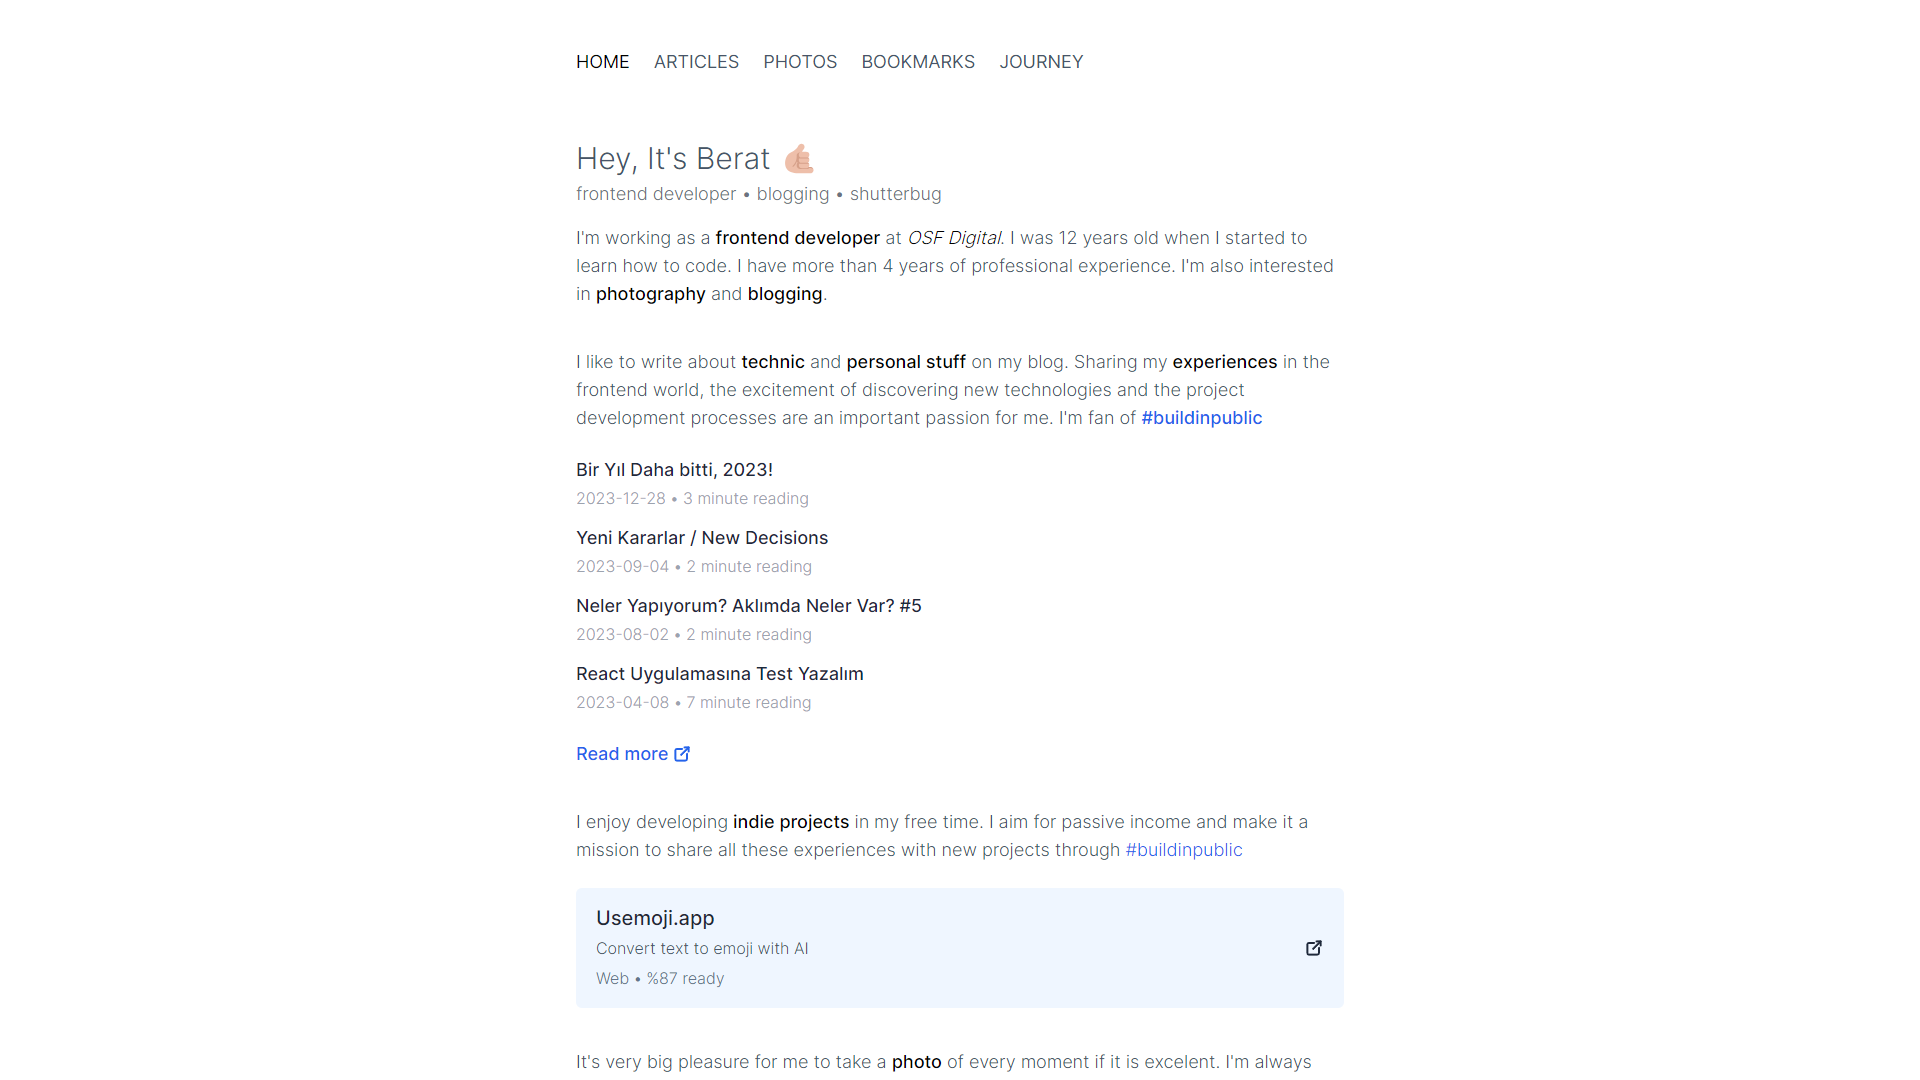 HOME ARTICLES PHOTOS BOOKMARKS JOURNEY
Hey, It's Berat 🤙🏼
frontend developer • blogging • shutterbug
I'm working as a frontend developer at OSF Digital. I was 12 years old when I started to
learn how to code. I have more than 4 years of professional experience. I'm also interested
in photography and blogging.
I like to write about technic and personal stuff on my blog. Sharing my experiences in the
frontend world, the excitement of discovering new technologies and the project
development processes are an important passion for me. I'm fan of #buildinpublic
Bir Yıl Daha bitti, 2023!
2023-12-28 • 3 minute reading
Yeni Kararlar / New Decisions
2023-09-04 • 2 minute reading
Neler Yapıyorum? Aklımda Neler Var? #5
2023-08-02 • 2 minute reading
React Uygulamasına Test Yazalım
2023-04-08 • 7 minute reading
Read more
I enjoy developing indie projects in my free time. I aim for passive income and make it a
mission to share all these experiences with new projects through #buildinpublic
Usemoji.app
Convert text to emoji with AI
Web • %87 ready
It's very big pleasure for me to take a photo of every moment if it is excelent. I'm always